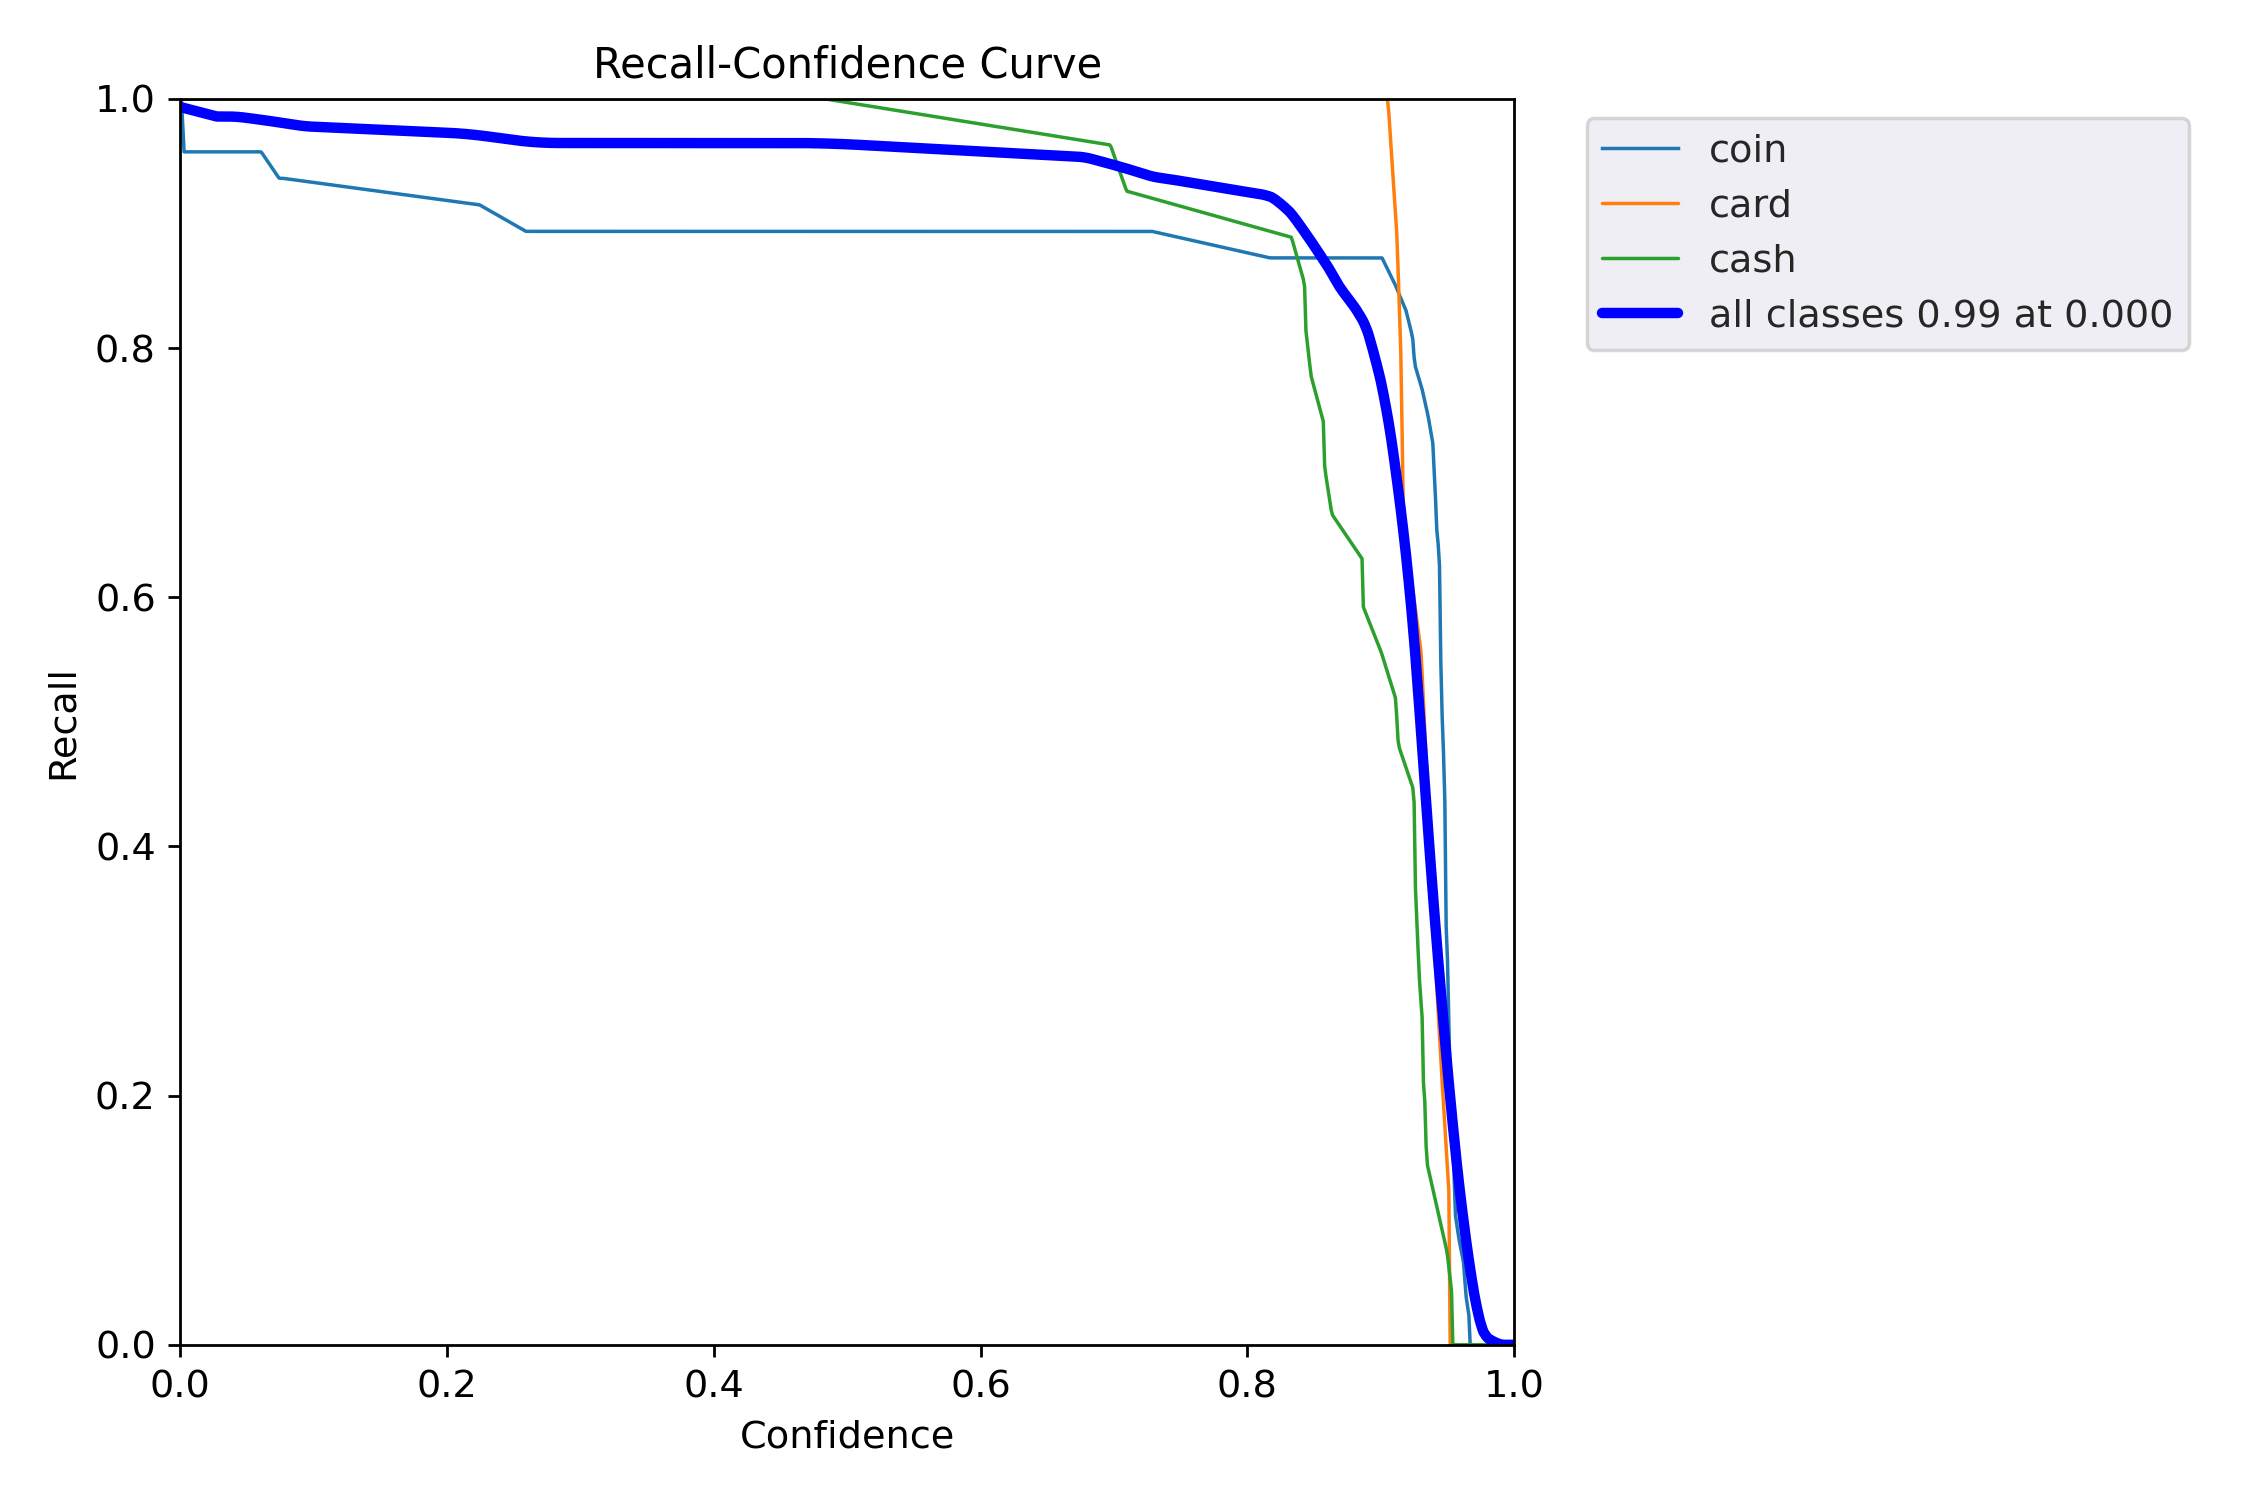 Recall-Confidence Curve
1.0
0.8
0.6
0.4
0.2
0.0
Recall
0.0 0.2 0.4 0.6 0.8 1.0
Confidence
coin
card
cash
all classes 0.99 at 0.000